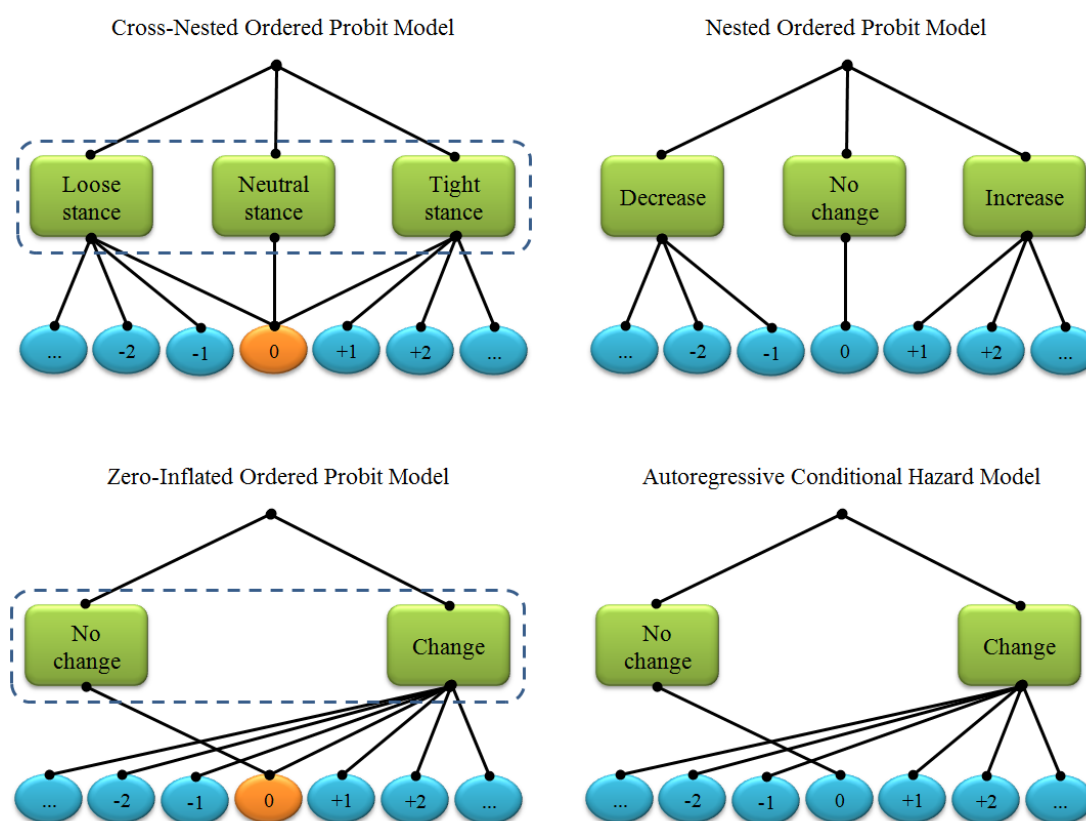 Cross-Nested Ordered Probit Model
Loose
stance
Neutral
stance
Tight
stance
...
-2
-1
0
+1
+2
...
Nested Ordered Probit Model
Decrease
No
change
Increase
...
-2
-1
0
+1
+2
...
Zero-Inflated Ordered Probit Model
No
change
Change
...
-2
-1
0
+1
+2
...
Autoregressive Conditional Hazard Model
No
change
Change
...
-2
-1
0
+1
+2
...